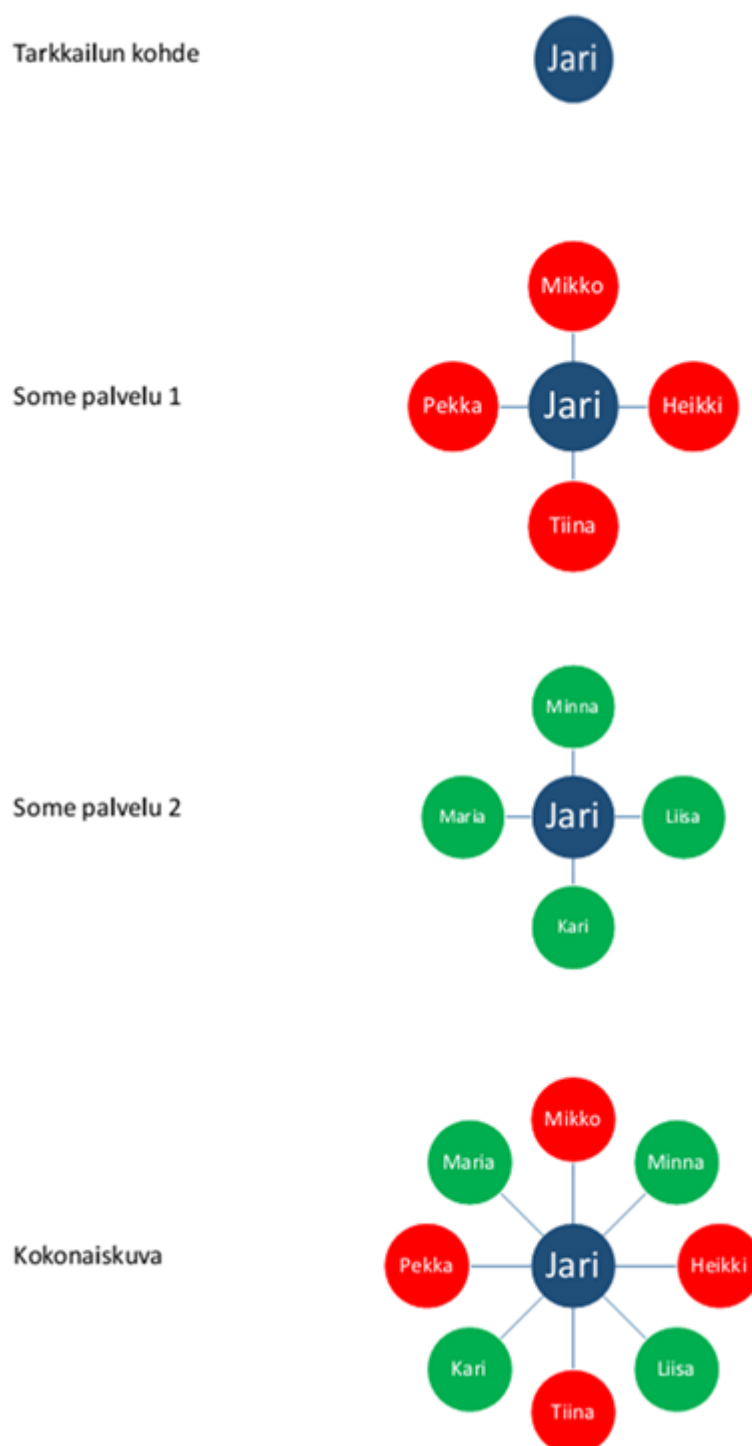 Tarkkailun kohde
Jari
Mikko
Some palvelu 1
Pekka
Jari
Heikki
Tiina
Minna
Some palvelu 2
Maria
Jari
Liisa
Kari
Mikko
Maria
Minna
Kokonaiskuva
Pekka
Jari
Heikki
Kari
Liisa
Tiina